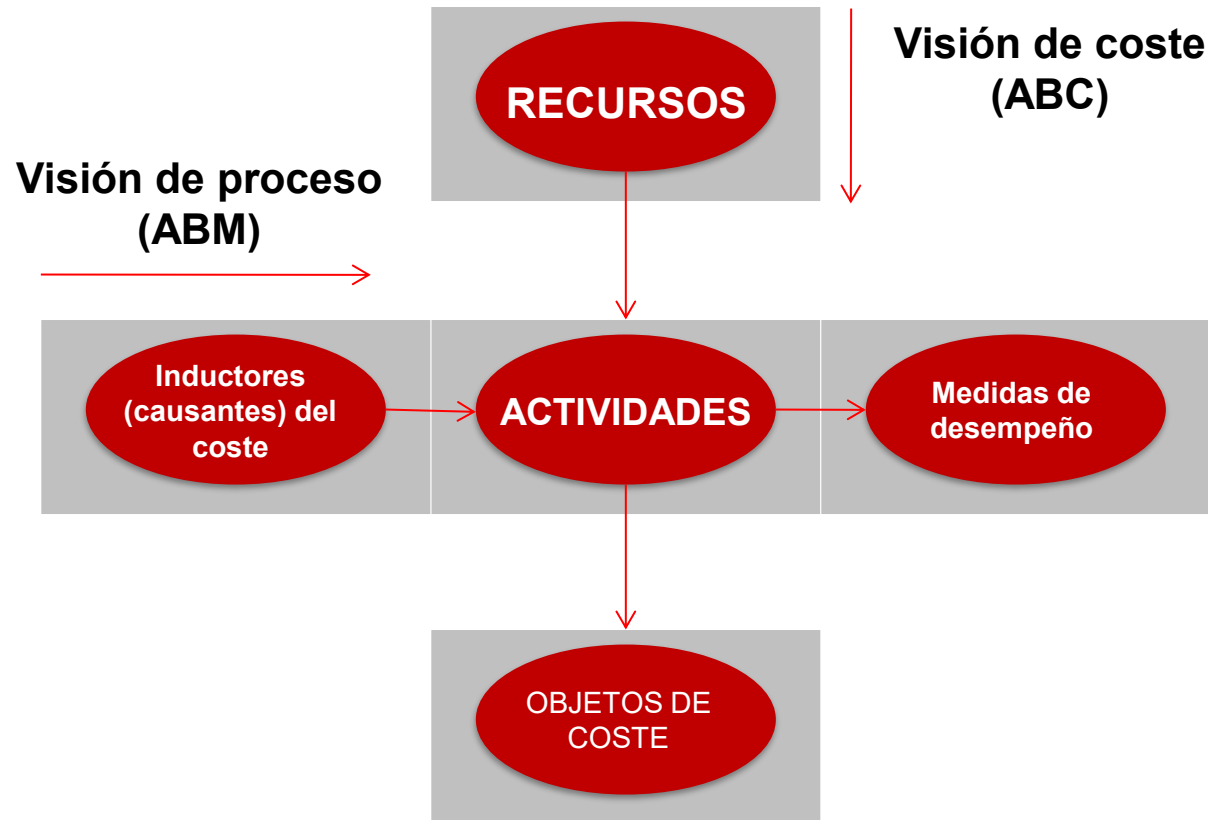 RECURSOS
Visión de coste
(ABC)
Visión de proceso
(ABM)
Inductores
(causantes) del
coste
ACTIVIDADES
Medidas de
desempeño
OBJETOS DE
COSTE